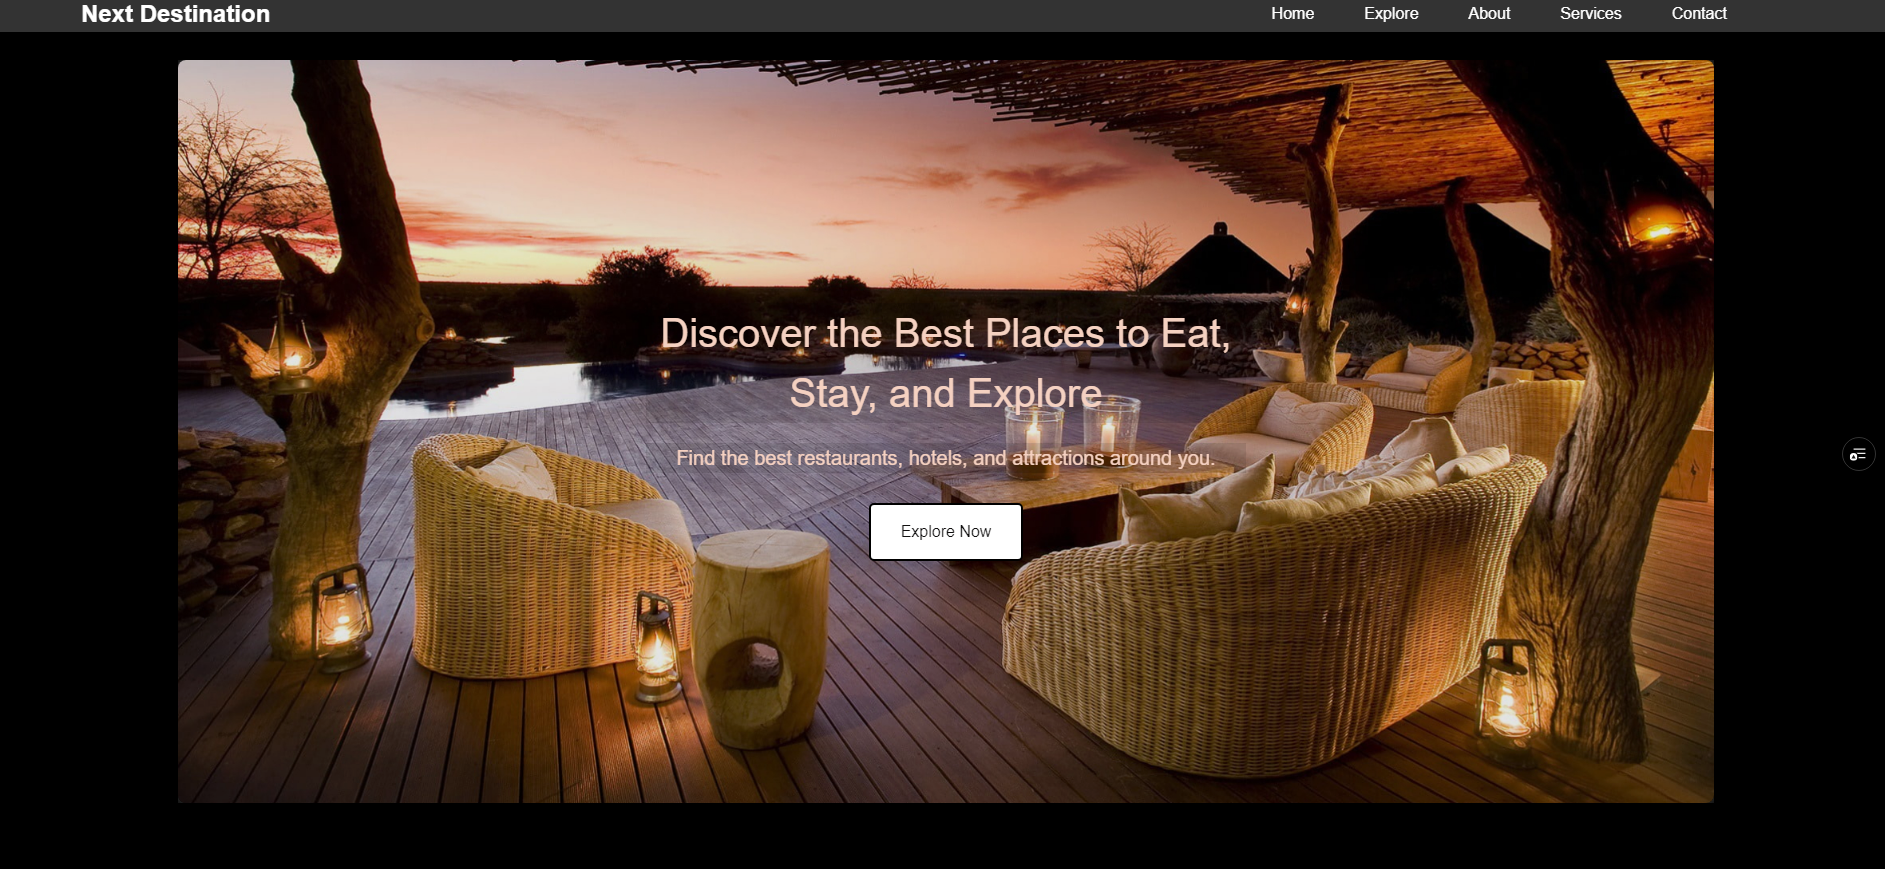 Next Destination
Home Explore About Services Contact
Discover the Best Places to Eat,
Stay, and Explore
Find the best restaurants, hotels, and attractions around you.
Explore Now